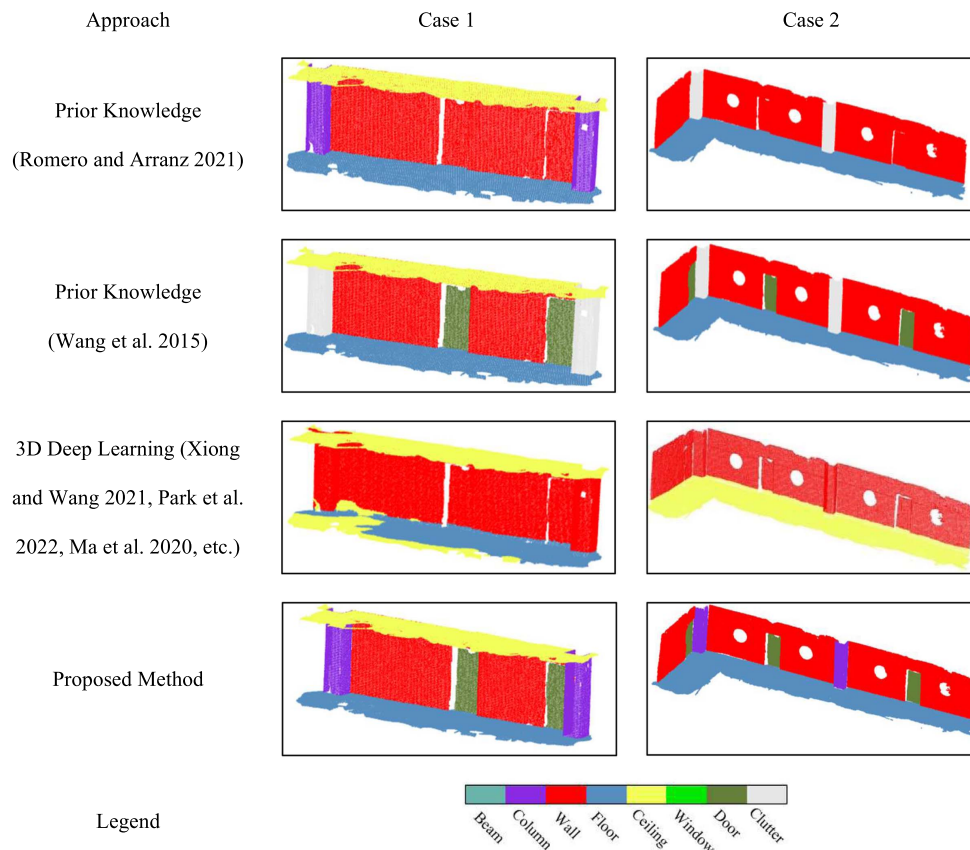 Approach
Case 1
Case 2
Prior Knowledge
(Romero and Arranz 2021)
Prior Knowledge
(Wang et al. 2015)
3D Deep Learning (Xiong
and Wang 2021, Park et al.
2022, Ma et al. 2020, etc.)
Proposed Method
Legend
Beam
Column
Wall
Floor
Ceiling
Window
Door
Clutter